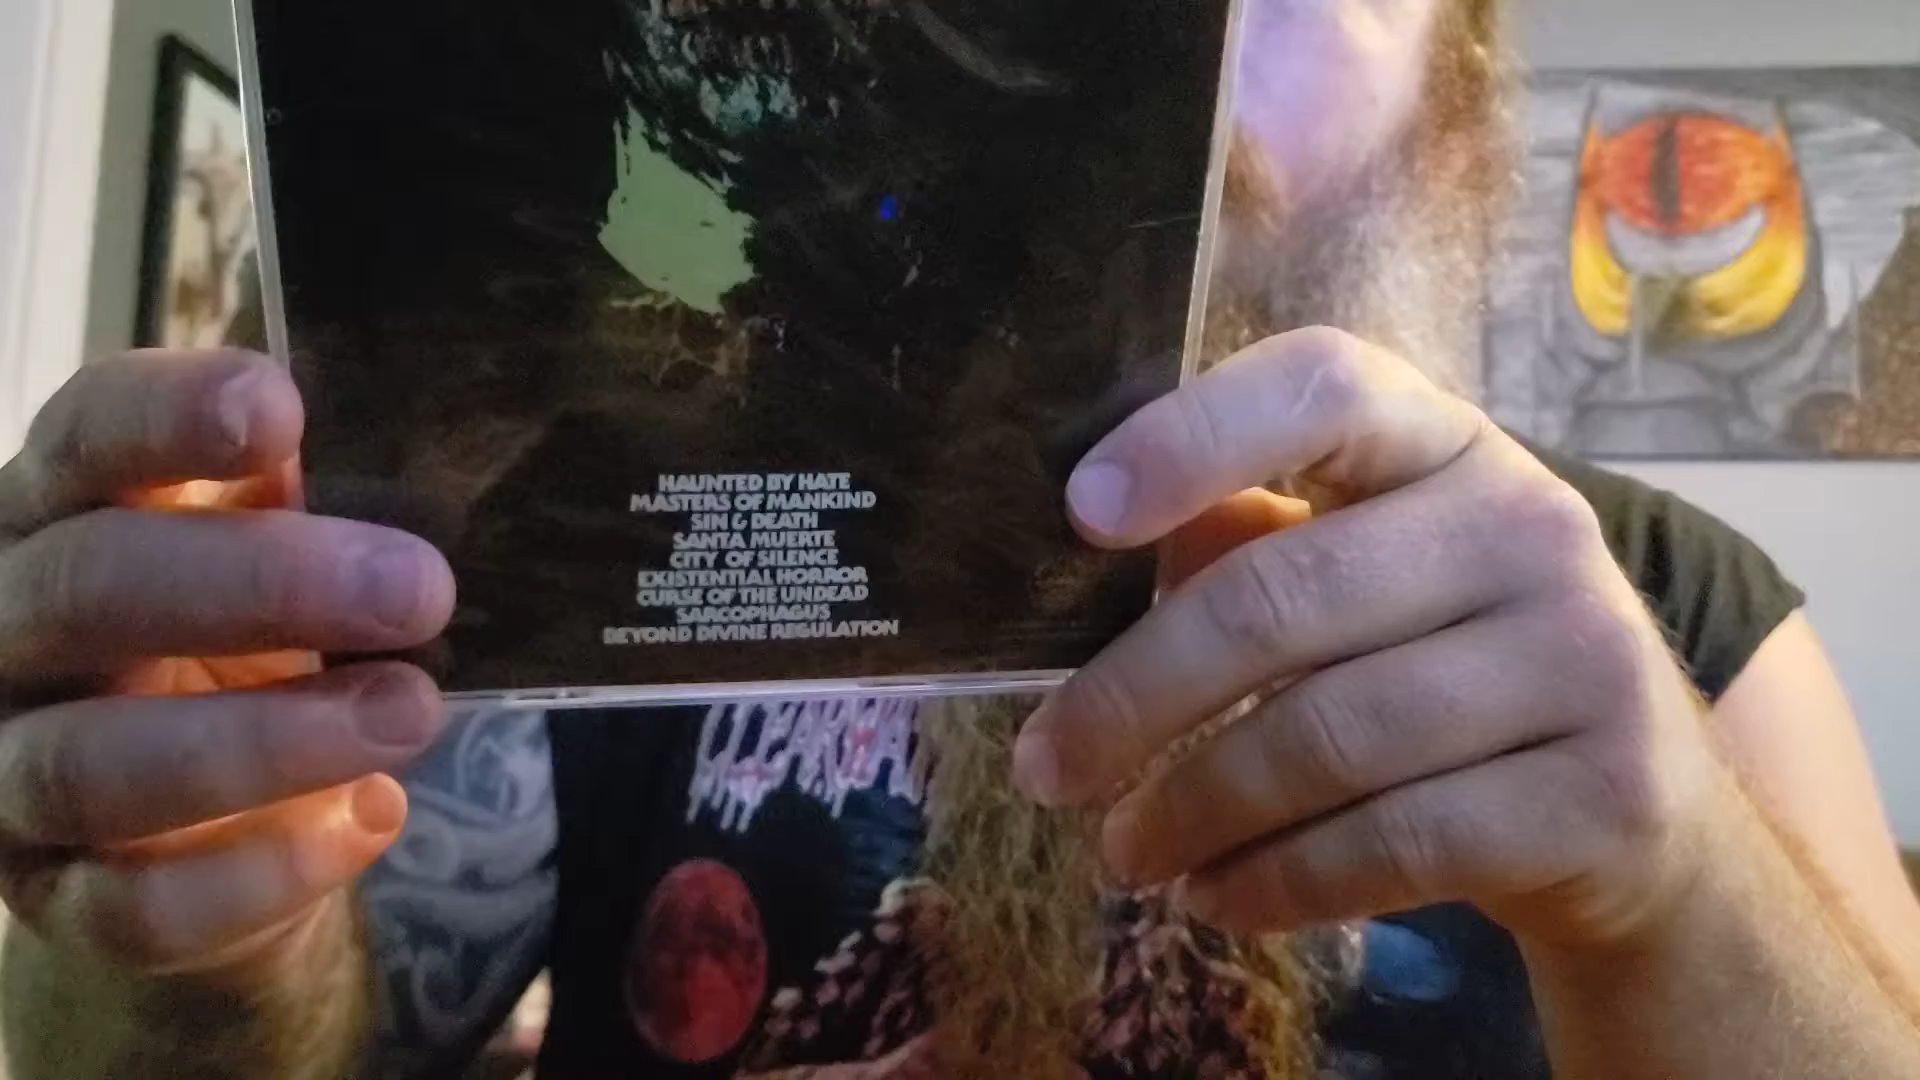 HAUNTED BY HATE
MASTERS OF MANKIND
SIN & DEATH
SANTA MUERTE
CITY OF SILENCE
EXISTENTIAL HORROR
CURSE OF THE UNDEAD
SARCOPHAGUS
BEYOND DIVINE REGULATION